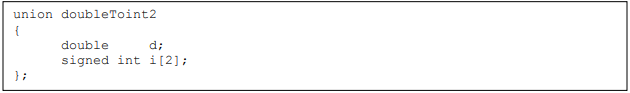 union doubleToint2
{
double d;
signed int i[2];
};